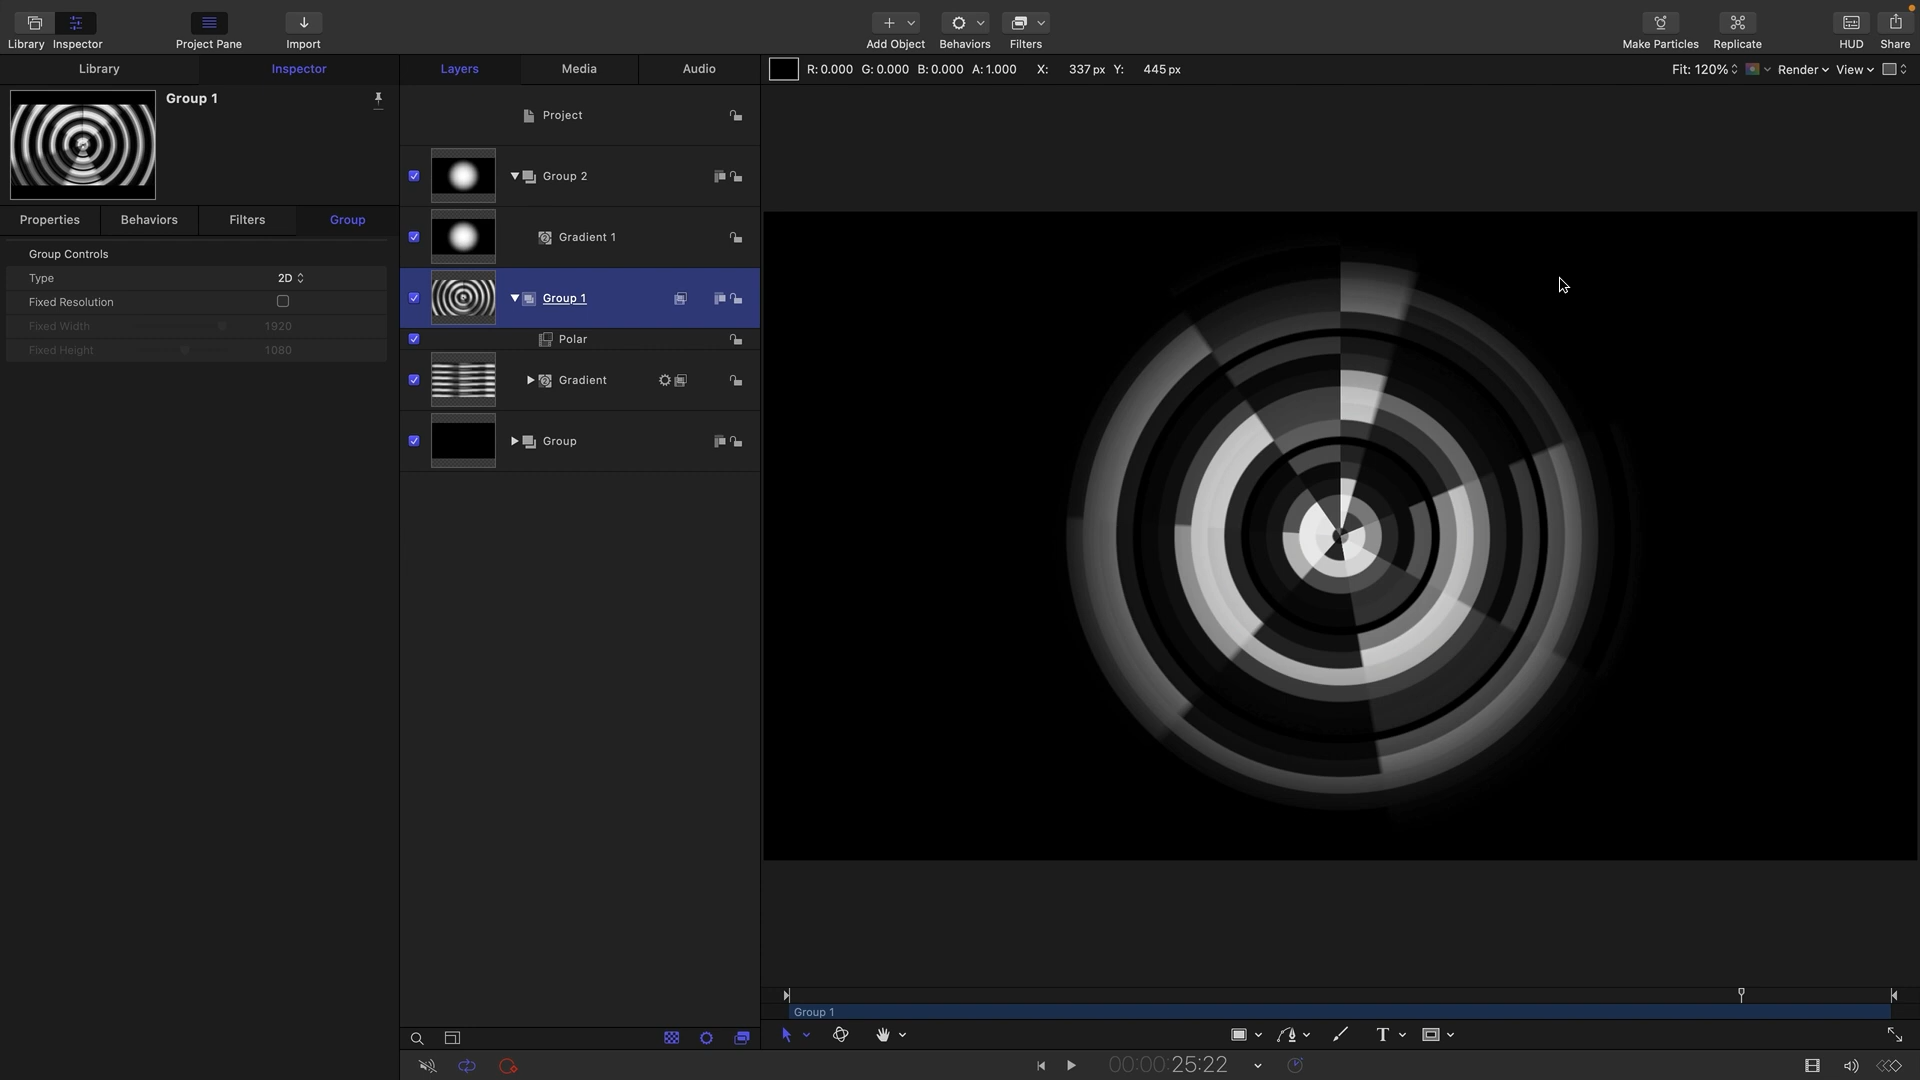 Library Inspector Project Pane Import Add Object Behaviors Filters Make Particles Replicate HUD Share
Library Inspector Layers Media Audio R: 0.000 G: 0.000 B: 0.000 A: 1.000 X: 337 px Y: 445 px Fit: 120% Render View
Group 1
Project
Group 2
Properties Behaviors Filters Group
Gradient 1
Group Controls
Type 2D
Fixed Resolution
Group 1
Fixed Width 1920
Polar
Fixed Height 1080
Gradient
Group
Group 1
T
00:00:25:22